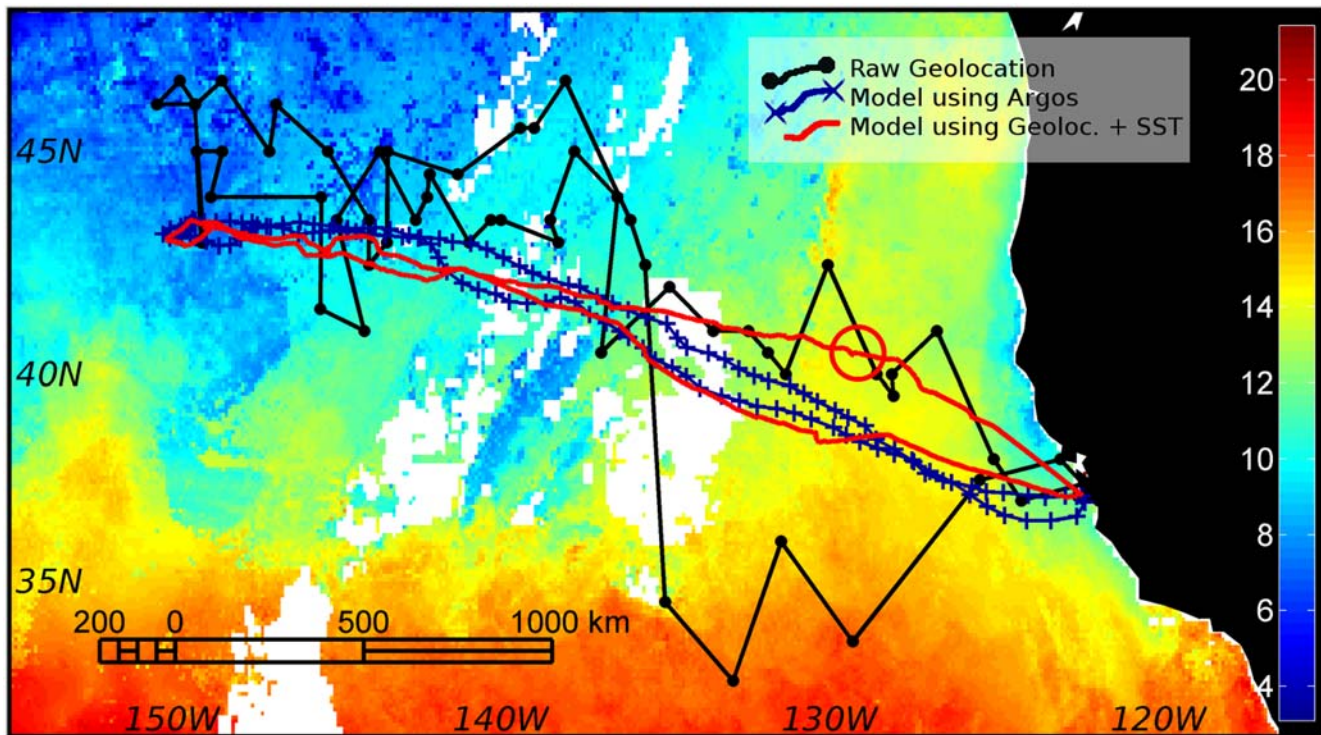 Raw Geolocation
Model using Argos
Model using Geoloc. + SST
20
18
16
14
12
10
8
6
4
45N
40N
35N
200 0 500 1000 km
150W 140W 130W 120W